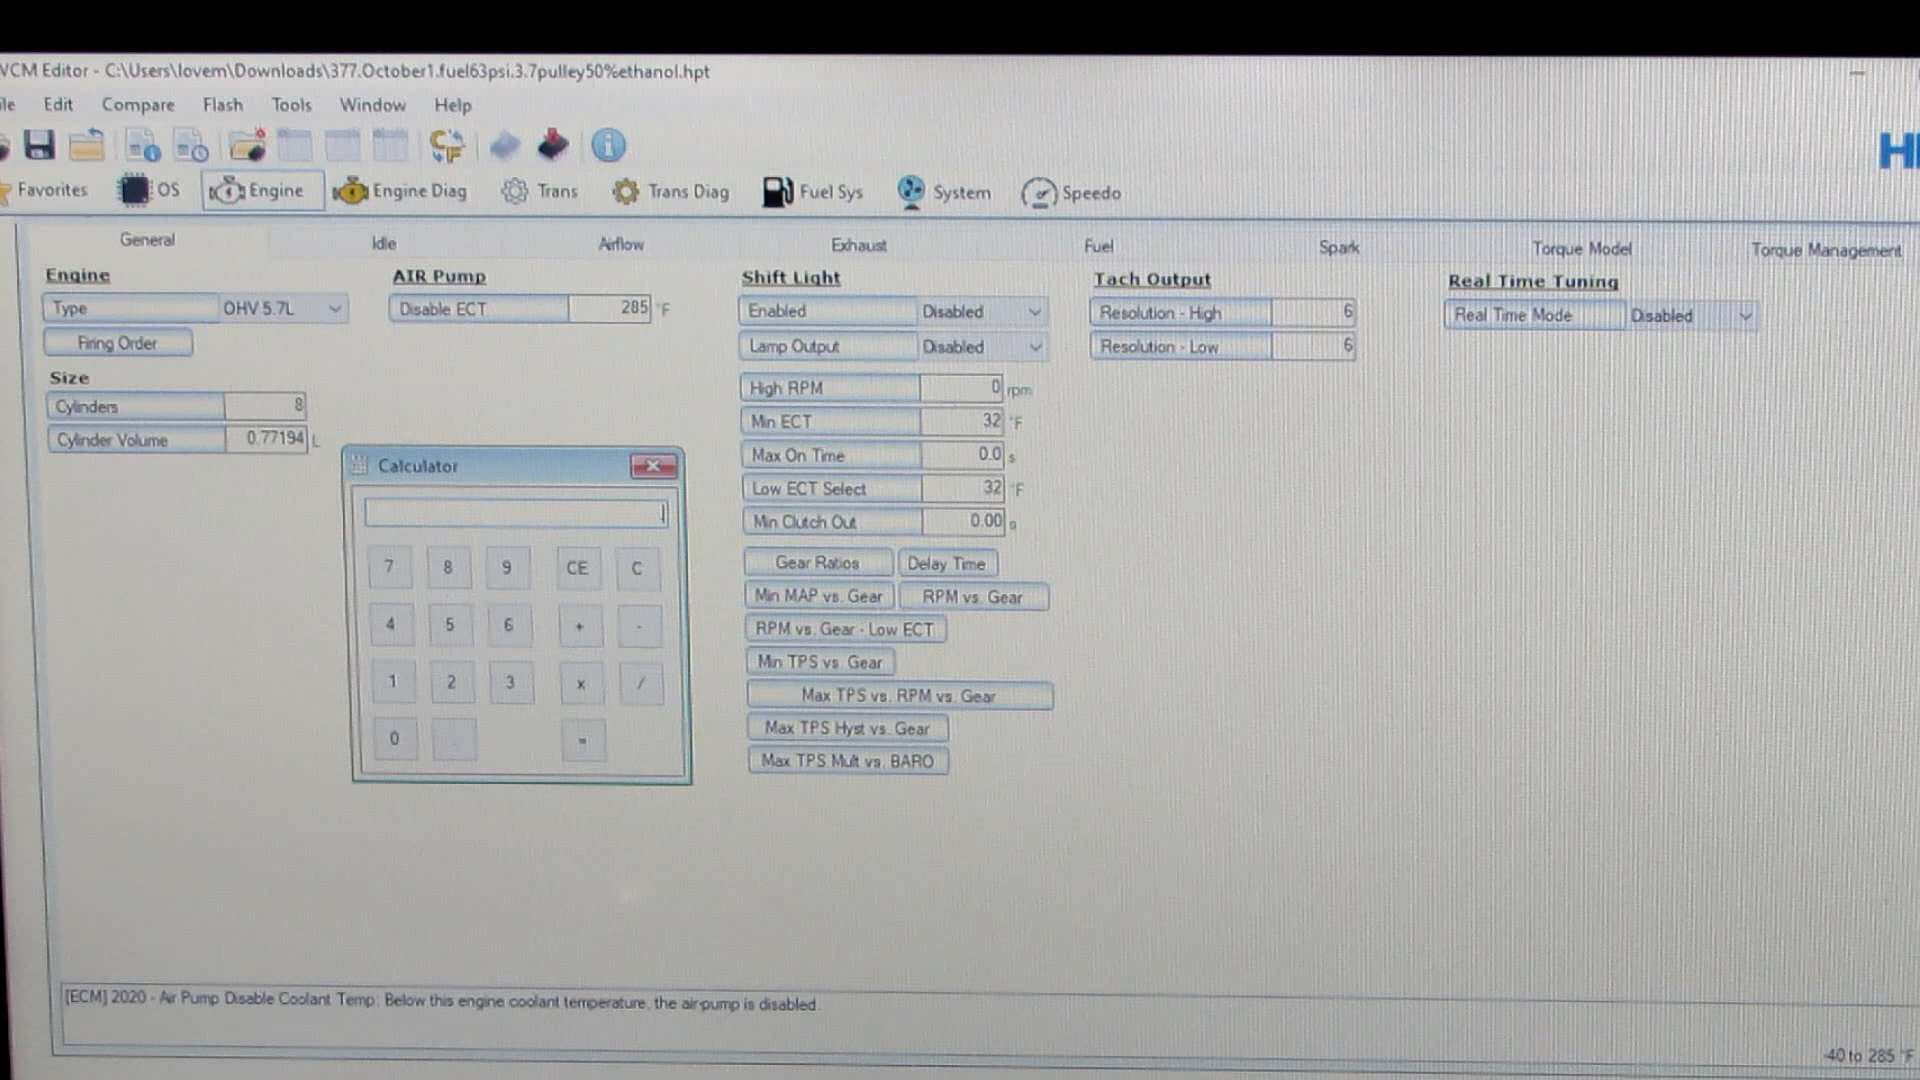 VCM Editor - C:\Users\lovem\Downloads\377.October1.fuel63psi.3.7pulley50%ethanol.hpt
Edit Compare Flash Tools Window Help
Favorites OS Engine Engine Diag Trans Trans Diag Fuel Sys System Speedo
General Idle Airflow Exhaust Fuel Spark Torque Model Torque Management
Engine
Type OHV 5.7L
Firing Order
Size
Cylinders 8
Cylinder Volume 0.77194 L
AIR Pump
Disable ECT 285 °F
Calculator
7 8 9 CE C
4 5 6 + -
1 2 3 x /
0 . =
Shift Light
Enabled Disabled
Lamp Output Disabled
High RPM 0 rpm
Min ECT 32 °F
Max On Time 0.0 s
Low ECT Select 32 °F
Min Clutch Out 0.00
Gear Ratios Delay Time
Min MAP vs. Gear RPM vs. Gear
RPM vs. Gear - Low ECT
Min TPS vs. Gear
Max TPS vs. RPM vs. Gear
Max TPS Hyst vs. Gear
Max TPS Mult vs. BARO
Tach Output
Resolution - High 6
Resolution - Low 6
Real Time Tuning
Real Time Mode Disabled
[ECM] 2020 - Air Pump Disable Coolant Temp: Below this engine coolant temperature, the air pump is disabled.
-40 to 285 °F